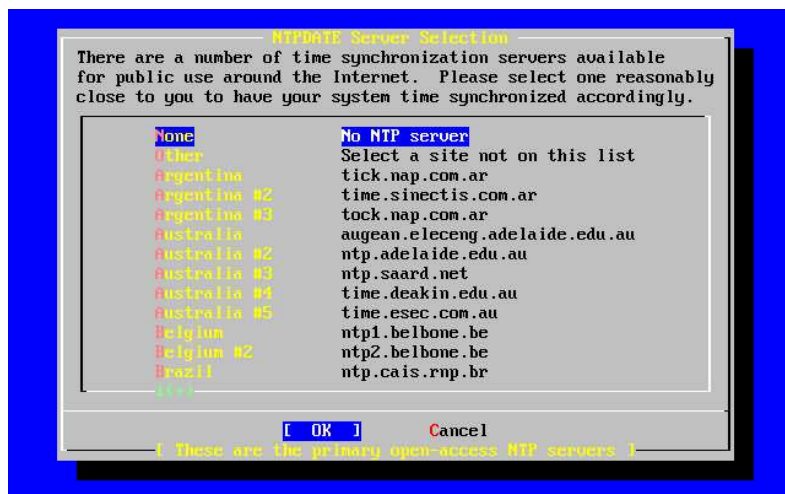 NTPDATE Server Selection
There are a number of time synchronization servers available
for public use around the Internet.  Please select one reasonably
close to you to have your system time synchronized accordingly.
None No NTP server
Other Select a site not on this list
Argentina tick.nap.com.ar
Argentina #2 time.sinectis.com.ar
Argentina #3 tock.nap.com.ar
Australia augean.eleceng.adelaide.edu.au
Australia #2 ntp.adelaide.edu.au
Australia #3 ntp.saard.net
Australia #4 time.deakin.edu.au
Australia #5 time.esec.com.au
Belgium ntp1.belbone.be
Belgium #2 ntp2.belbone.be
Brazil ntp.cais.rnp.br
[ OK ] Cancel
[ These are the primary open-access NTP servers ]